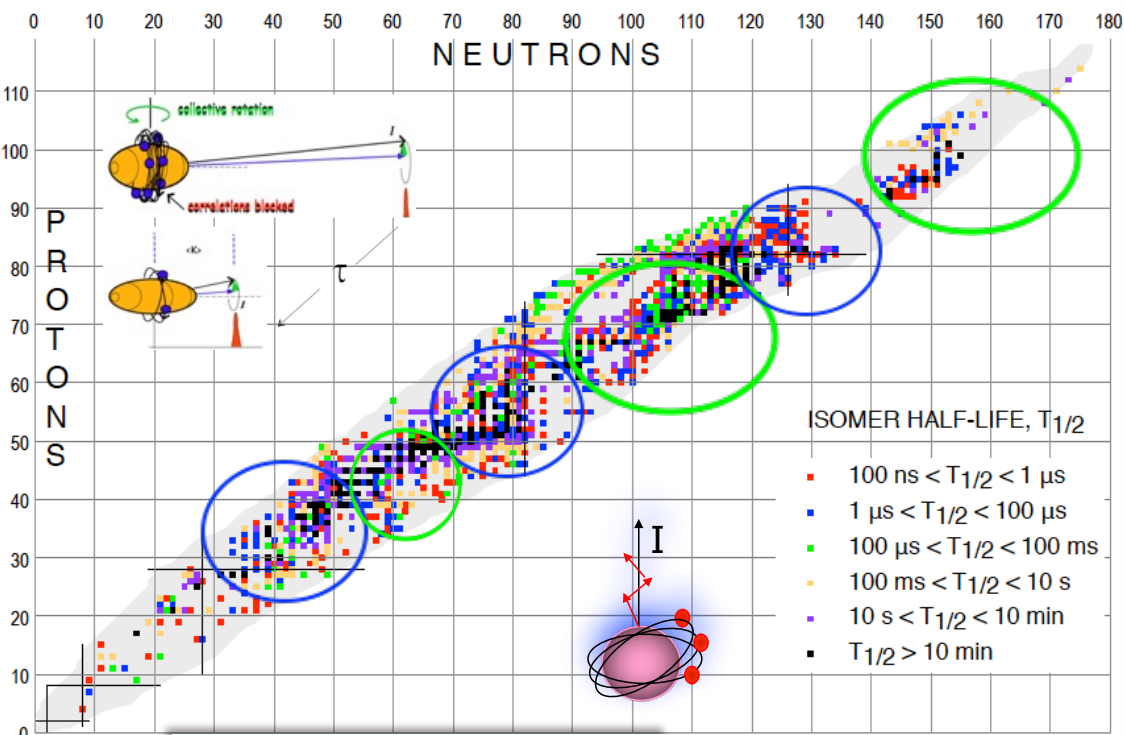 0 10 20 30 40 50 60 70 80 90 100 110 120 130 140 150 160 170 180
NEUTRONS
110
100
90
80
70
60
50
40
30
20
10
0
PROTONS
collective rotation
I
correlations blocked
<K>
I
τ
I
ISOMER HALF-LIFE, T1/2
100 ns < T1/2 < 1 µs
1 µs < T1/2 < 100 µs
100 µs < T1/2 < 100 ms
100 ms < T1/2 < 10 s
10 s < T1/2 < 10 min
T1/2 > 10 min